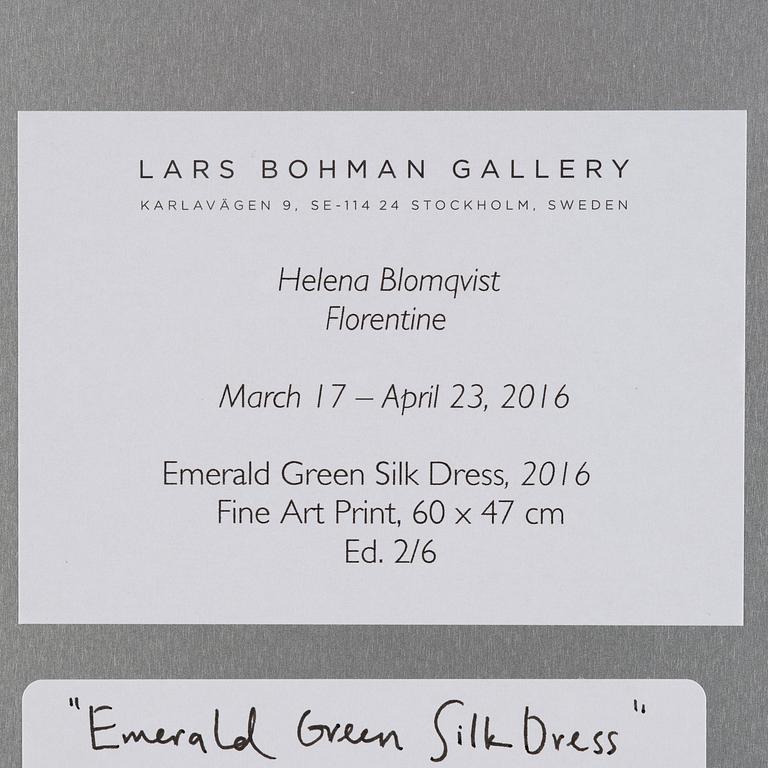 LARS BOHMAN GALLERY
KARLAVÄGEN 9, SE-114 24 STOCKHOLM, SWEDEN
Helena Blomqvist
Florentine
March 17 – April 23, 2016
Emerald Green Silk Dress, 2016
Fine Art Print, 60 x 47 cm
Ed. 2/6
"Emerald Green Silk Dress"